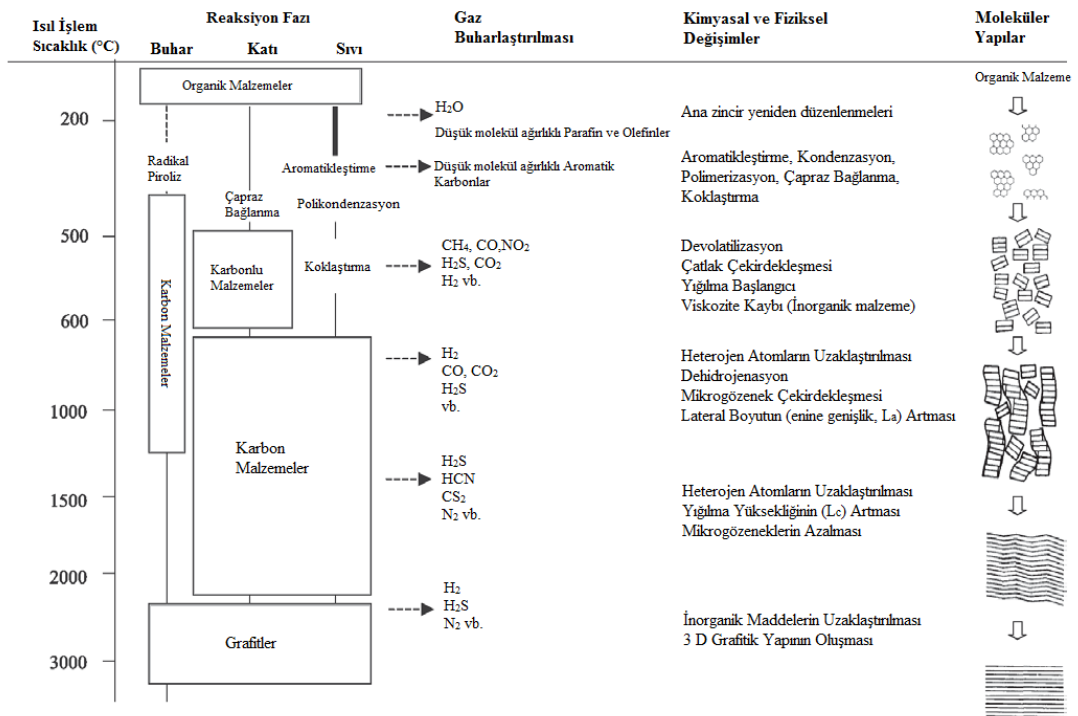 Isıl İşlem
Sıcaklık (°C)
Reaksiyon Fazı
Buhar
Katı
Sıvı
Gaz
Buharlaştırılması
Kimyasal ve Fiziksel
Değişimler
Moleküler
Yapılar
Organik Malzemeler
Organik Malzeme
200
H₂O
Düşük molekül ağırlıklı Parafin ve Olefinler
Ana zincir yeniden düzenlenmeleri
Radikal
Piroliz
Aromatikleştirme
Düşük molekül ağırlıklı Aromatik
Karbonlar
Aromatikleştirme, Kondenzasyon,
Polimerizasyon, Çapraz Bağlanma,
Koklaştırma
Çapraz
Bağlanma
Polikondenzasyon
500
Karbon Malzemeler
Karbonlu
Malzemeler
Koklaştırma
CH₄, CO,NO₂
H₂S, CO₂
H₂ vb.
Devolatilizasyon
Çatlak Çekirdekleşmesi
Yığılma Başlangıcı
Viskozite Kaybı (İnorganik malzeme)
600
H₂
CO, CO₂
H₂S
vb.
Heterojen Atomların Uzaklaştırılması
Dehidrojenasyon
Mikrogözenek Çekirdekleşmesi
Lateral Boyutun (enine genişlik, Lₐ) Artması
1000
Karbon
Malzemeler
H₂S
HCN
CS₂
N₂ vb.
1500
Heterojen Atomların Uzaklaştırılması
Yığılma Yüksekliğinin (Lc) Artması
Mikrogözeneklerin Azalması
2000
H₂
H₂S
N₂ vb.
Grafitler
İnorganik Maddelerin Uzaklaştırılması
3 D Grafitik Yapının Oluşması
3000